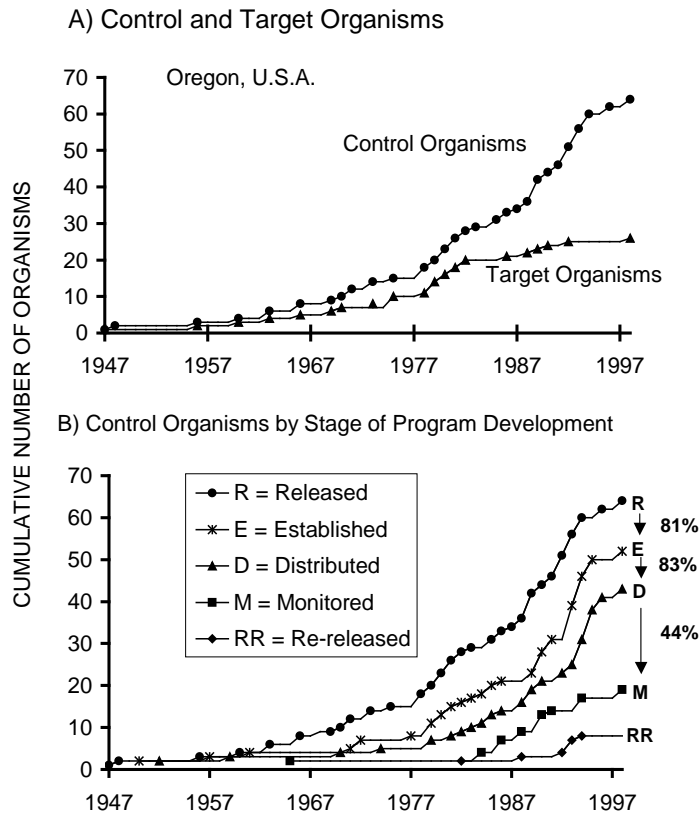 A) Control and Target Organisms
Oregon, U.S.A.
Control Organisms
Target Organisms
70
60
50
40
30
20
10
0
1947 1957 1967 1977 1987 1997
CUMULATIVE NUMBER OF ORGANISMS
B) Control Organisms by Stage of Program Development
R = Released
E = Established
D = Distributed
M = Monitored
RR = Re-released
70
60
50
40
30
20
10
0
R
81%
E
83%
D
44%
M
RR
1947 1957 1967 1977 1987 1997